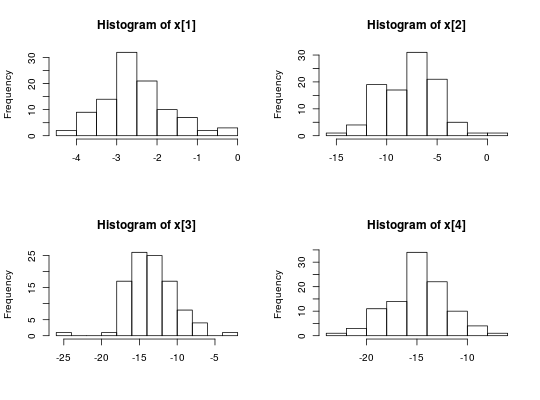 Histogram of x[1]
Frequency
30
20
10
0
-4 -3 -2 -1 0
Histogram of x[2]
Frequency
30
20
10
0
-15 -10 -5 0
Histogram of x[3]
Frequency
25
15
5
0
-25 -20 -15 -10 -5
Histogram of x[4]
Frequency
30
20
10
0
-20 -15 -10